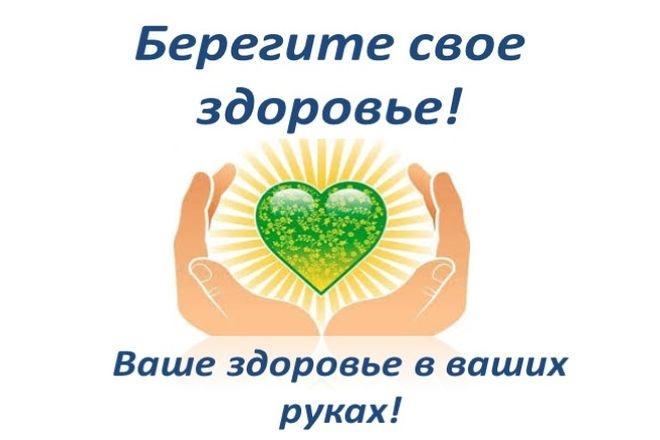 Берегите свое
здоровье!
Ваше здоровье в ваших
руках!